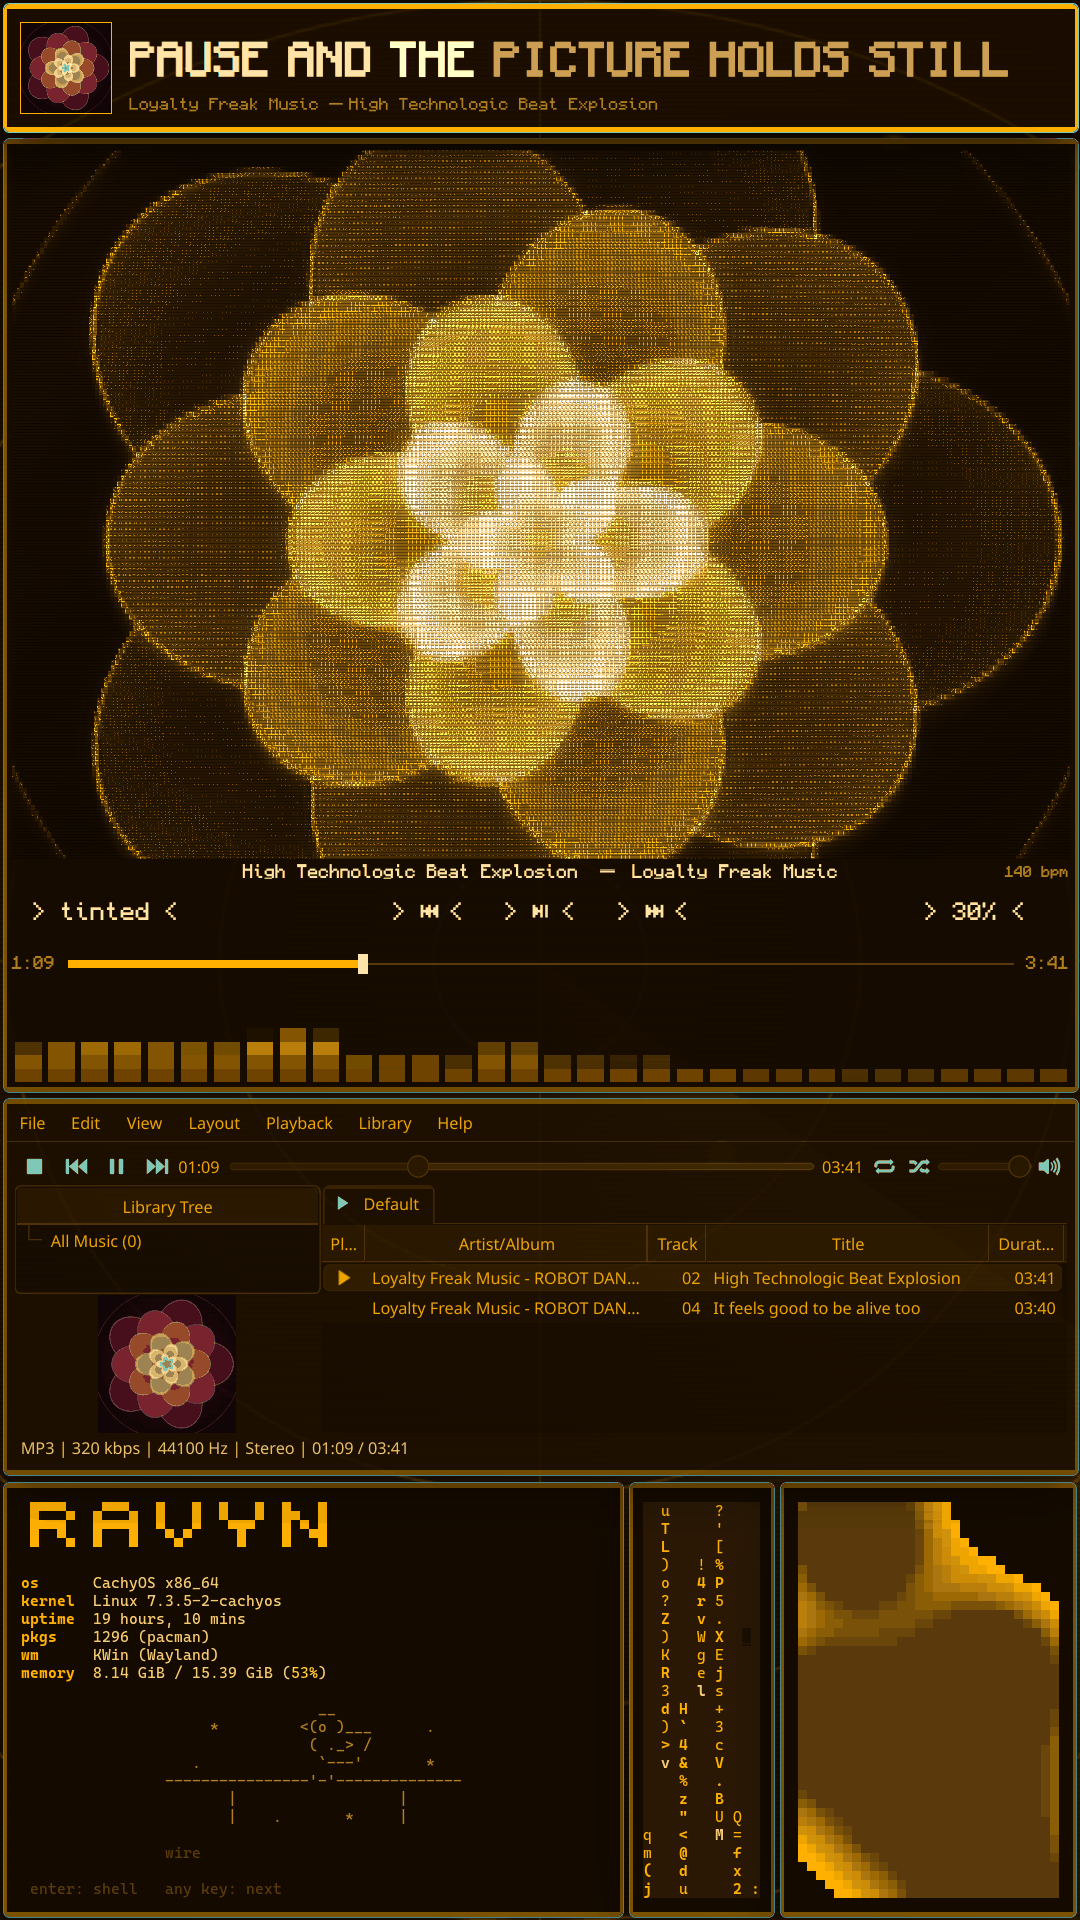 PAUSE AND THE PICTURE HOLDS STILL
Loyalty Freak Music — High Technologic Beat Explosion
High Technologic Beat Explosion — Loyalty Freak Music
140 bpm
> tinted < > ⏮ < > ⏯ < > ⏭ < > 30% <
1:09 3:41
File Edit View Layout Playback Library Help
01:09 03:41
Library Tree
All Music (0)
Default
Pl... Artist/Album Track Title Durat...
Loyalty Freak Music - ROBOT DAN... 02 High Technologic Beat Explosion 03:41
Loyalty Freak Music - ROBOT DAN... 04 It feels good to be alive too 03:40
MP3 | 320 kbps | 44100 Hz | Stereo | 01:09 / 03:41
RAVYN
os CachyOS x86_64
kernel Linux 7.3.5-2-cachyos
uptime 19 hours, 10 mins
pkgs 1296 (pacman)
wm KWin (Wayland)
memory 8.14 GiB / 15.39 GiB (53%)
wire
enter: shell any key: next
u ?
T '
L [
) ! %
o 4 P
? r 5
Z v .
) W X
K g E
R e j
3 l s
d H +
) ` 3
> 4 c
v & V
% .
z B
" U Q
q < M =
m @ f
( d x
j u 2 :